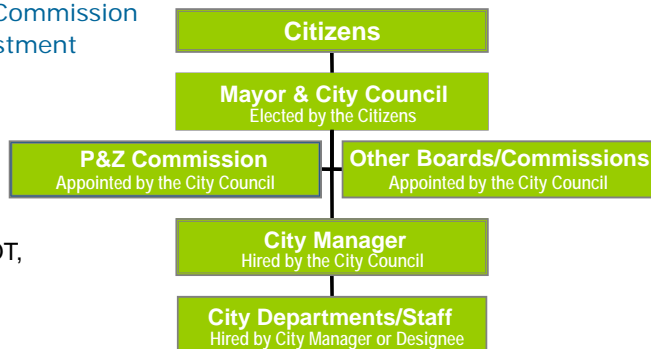 Commission
stment
Citizens
Mayor & City Council
Elected by the Citizens
P&Z Commission
Appointed by the City Council
Other Boards/Commissions
Appointed by the City Council
OT,
City Manager
Hired by the City Council
City Departments/Staff
Hired by City Manager or Designee